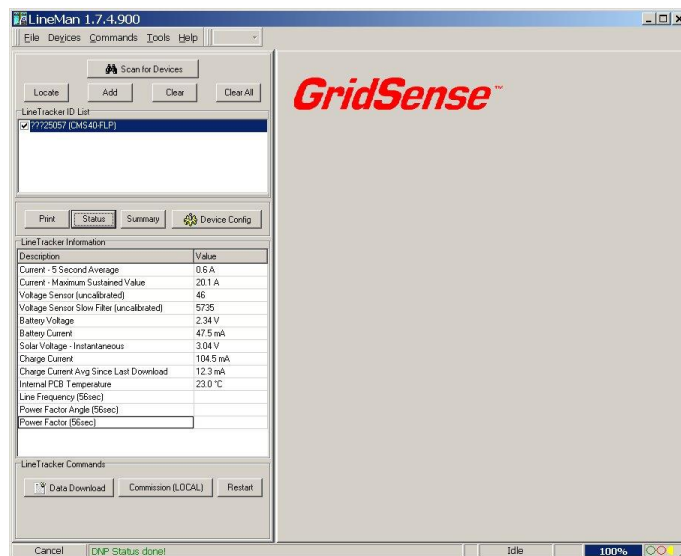 LineMan 1.7.4.900
File Devices Commands Tools Help
Scan for Devices
Locate Add Clear Clear All
LineTracker ID List
???25057 (CMS40-FLP)
Print Status Summary Device Config
LineTracker Information
Description Value
Current - 5 Second Average 0.6 A
Current - Maximum Sustained Value 20.1 A
Voltage Sensor (uncalibrated) 46
Voltage Sensor Slow Filter (uncalibrated) 5735
Battery Voltage 2.34 V
Battery Current 47.5 mA
Solar Voltage - Instantaneous 3.04 V
Charge Current 104.5 mA
Charge Current Avg Since Last Download 12.3 mA
Internal PCB Temperature 23.0 °C
Line Frequency (56sec)
Power Factor Angle (56sec)
Power Factor (56sec)
LineTracker Commands
Data Download Commission (LOCAL) Restart
Cancel DNP Status done! Idle 100%
GridSense™